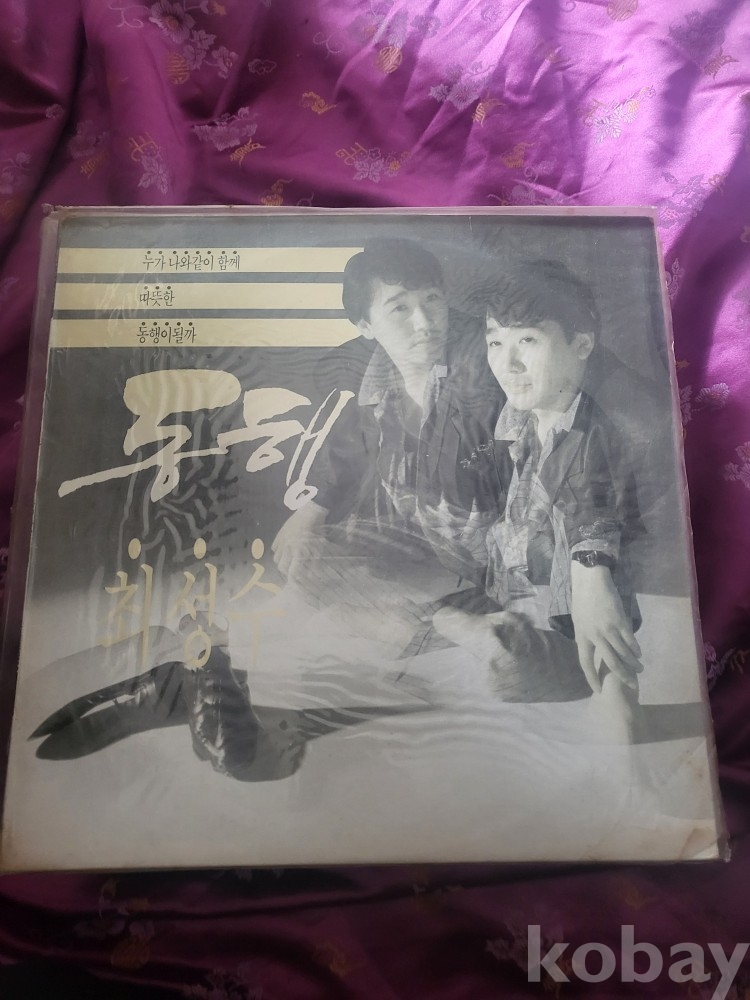 누가 나와같이 함께
따뜻한
동행이될까
동행
최성수
kobay